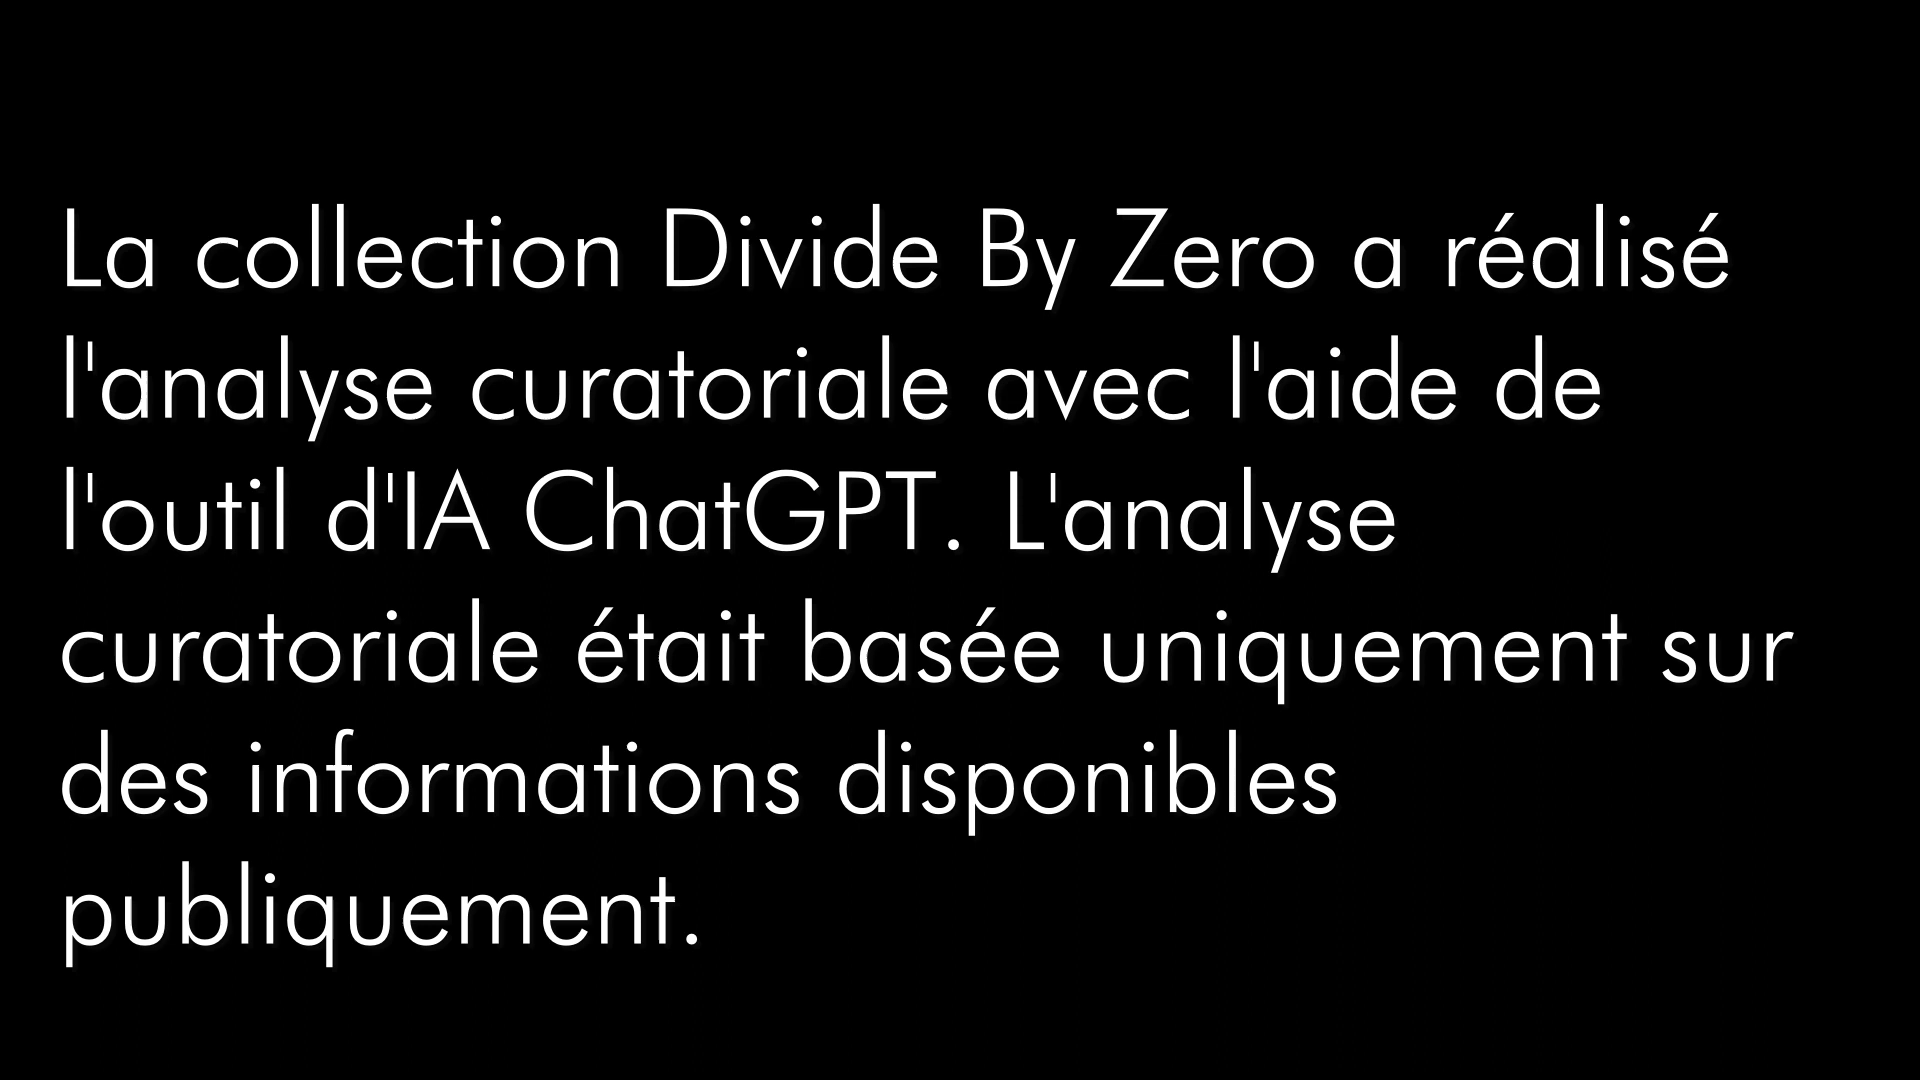 La collection Divide By Zero a réalisé
l'analyse curatoriale avec l'aide de
l'outil d'IA ChatGPT. L'analyse
curatoriale était basée uniquement sur
des informations disponibles
publiquement.